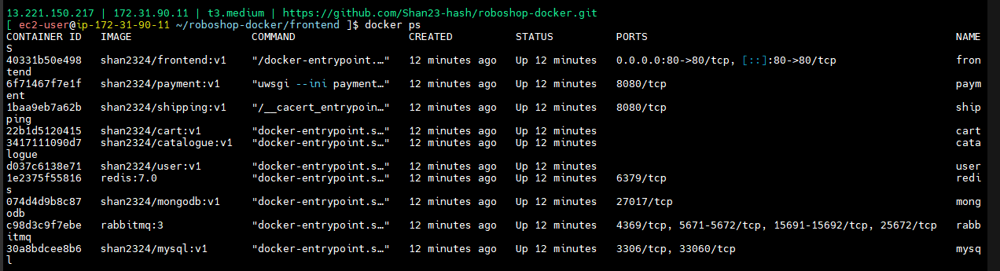 13.221.150.217 | 172.31.90.11 | t3.medium | https://github.com/Shan23-hash/roboshop-docker.git
[ ec2-user@ip-172-31-90-11 ~/roboshop-docker/frontend ]$ docker ps
CONTAINER ID   IMAGE                COMMAND                  CREATED          STATUS          PORTS                                                 NAME
S
40331b50e498   shan2324/frontend:v1    "/docker-entrypoint.…"   12 minutes ago   Up 12 minutes   0.0.0.0:80->80/tcp, [::]:80->80/tcp                   fron
tend
6f71467f7e1f   shan2324/payment:v1     "uwsgi --ini payment…"   12 minutes ago   Up 12 minutes   8080/tcp                                              paym
ent
1baa9eb7a62b   shan2324/shipping:v1    "/__cacert_entrypoin…"   12 minutes ago   Up 12 minutes   8080/tcp                                              ship
ping
22b1d5120415   shan2324/cart:v1        "docker-entrypoint.s…"   12 minutes ago   Up 12 minutes                                                         cart
3417111090d7   shan2324/catalogue:v1   "docker-entrypoint.s…"   12 minutes ago   Up 12 minutes                                                         cata
logue
d037c6138e71   shan2324/user:v1        "docker-entrypoint.s…"   12 minutes ago   Up 12 minutes                                                         user
1e2375f55816   redis:7.0               "docker-entrypoint.s…"   12 minutes ago   Up 12 minutes   6379/tcp                                              redi
s
074d4d9b8c87   shan2324/mongodb:v1     "docker-entrypoint.s…"   12 minutes ago   Up 12 minutes   27017/tcp                                             mong
odb
c98d3c9f7ebe   rabbitmq:3              "docker-entrypoint.s…"   12 minutes ago   Up 12 minutes   4369/tcp, 5671-5672/tcp, 15691-15692/tcp, 25672/tcp   rabb
itmq
30a8bdcee8b6   shan2324/mysql:v1       "docker-entrypoint.s…"   12 minutes ago   Up 12 minutes   3306/tcp, 33060/tcp                                   mysq
l